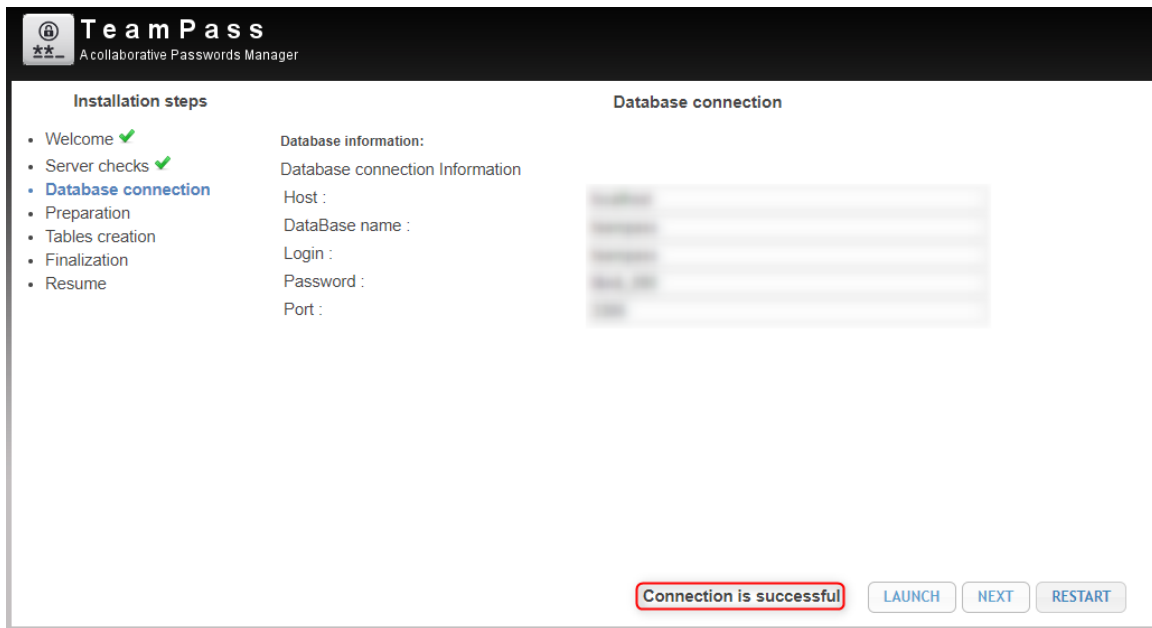 TeamPass
A collaborative Passwords Manager
Installation steps
Welcome
Server checks
Database connection
Preparation
Tables creation
Finalization
Resume
Database connection
Database information:
Database connection Information
Host :
DataBase name :
Login :
Password :
Port :
Connection is successful
LAUNCH
NEXT
RESTART